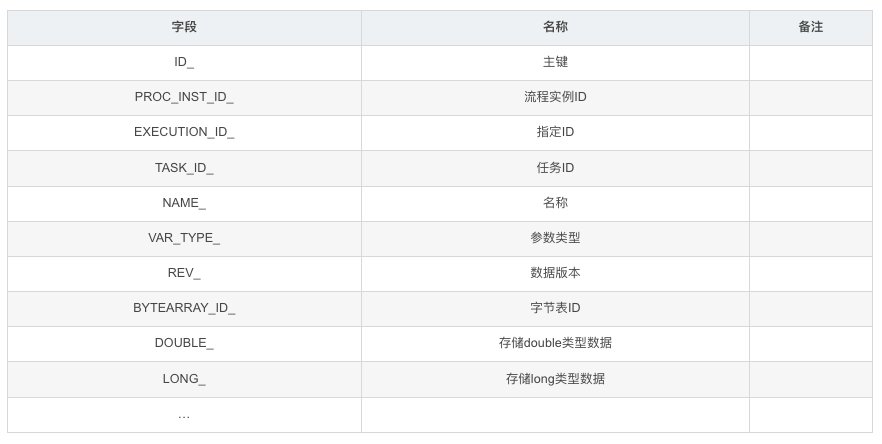 字段 名称 备注
ID_ 主键
PROC_INST_ID_ 流程实例ID
EXECUTION_ID_ 指定ID
TASK_ID_ 任务ID
NAME_ 名称
VAR_TYPE_ 参数类型
REV_ 数据版本
BYTEARRAY_ID_ 字节表ID
DOUBLE_ 存储double类型数据
LONG_ 存储long类型数据
…